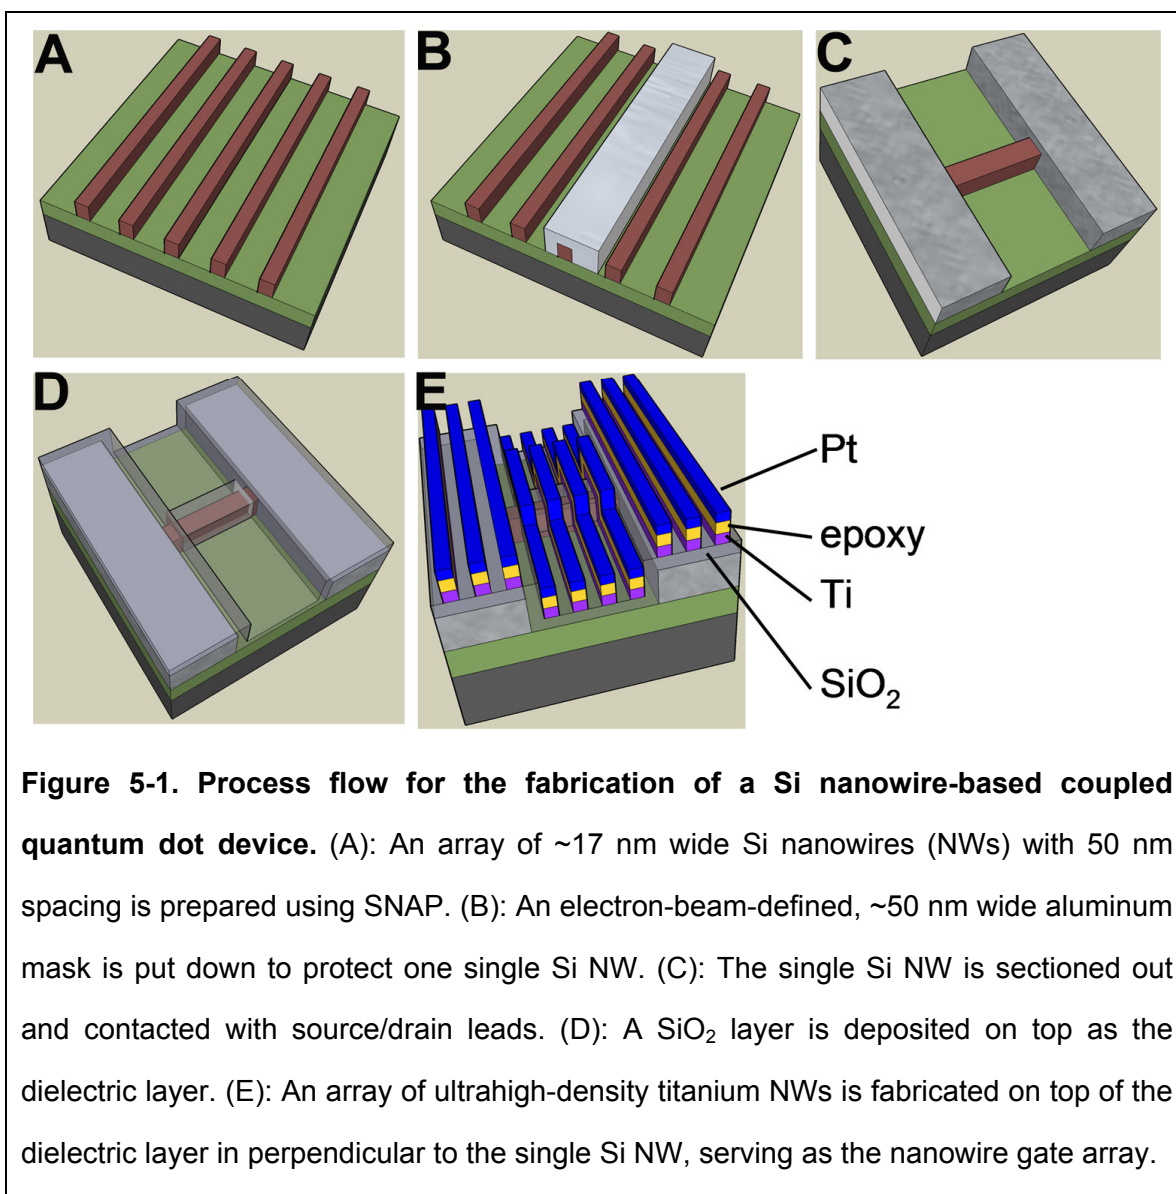 A
B
C
D
E
Pt
epoxy
Ti
SiO₂
Figure 5-1. Process flow for the fabrication of a Si nanowire-based coupled
quantum dot device. (A): An array of ~17 nm wide Si nanowires (NWs) with 50 nm
spacing is prepared using SNAP. (B): An electron-beam-defined, ~50 nm wide aluminum
mask is put down to protect one single Si NW. (C): The single Si NW is sectioned out
and contacted with source/drain leads. (D): A SiO₂ layer is deposited on top as the
dielectric layer. (E): An array of ultrahigh-density titanium NWs is fabricated on top of the
dielectric layer in perpendicular to the single Si NW, serving as the nanowire gate array.